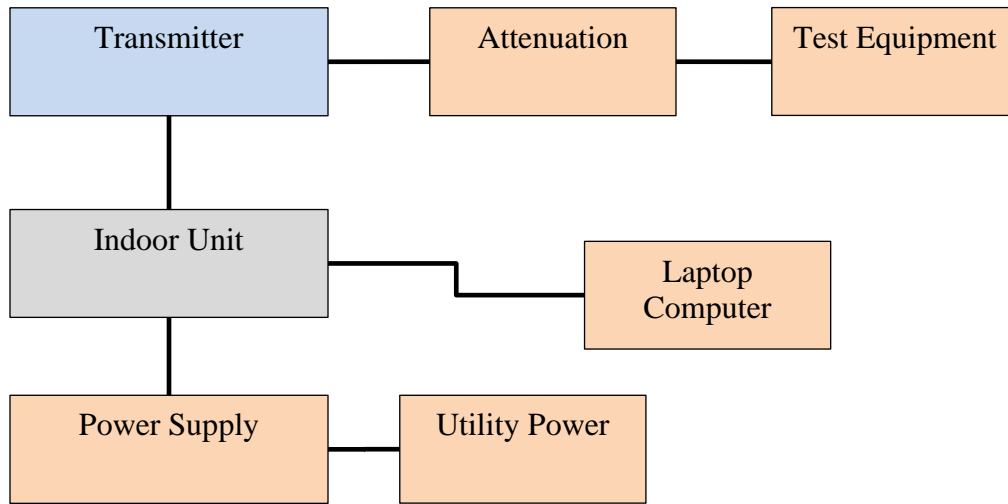 Transmitter
Attenuation
Test Equipment
Indoor Unit
Laptop
Computer
Power Supply
Utility Power